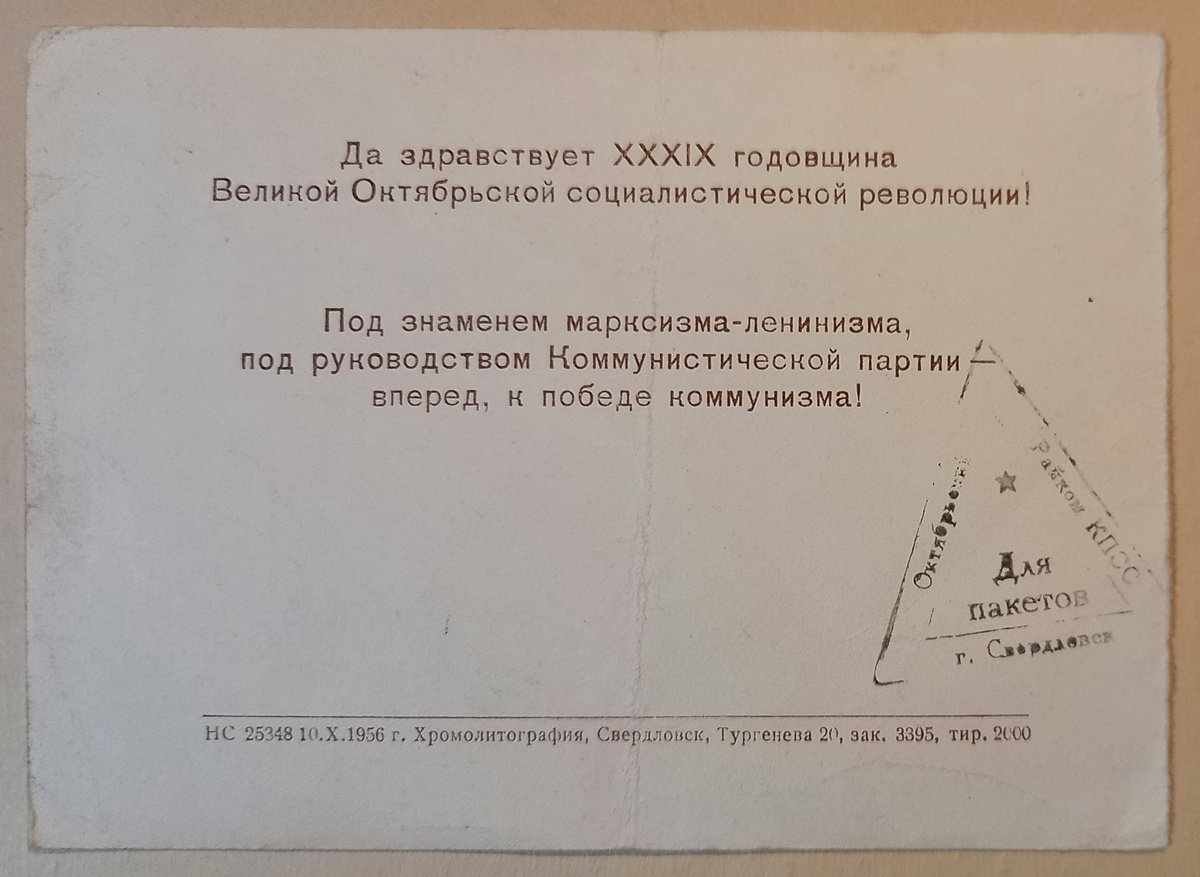 Да здравствует XXXIX годовщина
Великой Октябрьской социалистической революции!
Под знаменем марксизма-ленинизма,
под руководством Коммунистической партии —
вперед, к победе коммунизма!
Октябрьский
Райком КПСС
Для
пакетов
г. Свердловск
НС 25348 10.X.1956 г. Хромолитография, Свердловск, Тургенева 20, зак. 3395, тир. 2000